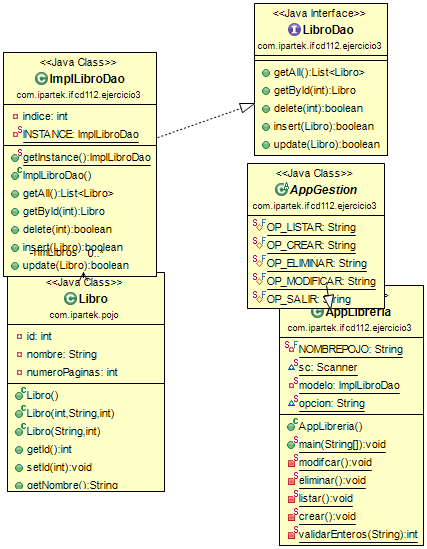 <<Java Interface>>
LibroDao
com.ipartek.ifcd112.ejercicio3
getAll():List<Libro>
getById(int):Libro
delete(int):boolean
insert(Libro):boolean
update(Libro):boolean
<<Java Class>>
ImplLibroDao
com.ipartek.ifcd112.ejercicio3
indice: int
INSTANCE: ImplLibroDao
getInstance():ImplLibroDao
ImplLibroDao()
getAll():List<Libro>
getById(int):Libro
delete(int):boolean
insert(Libro):boolean
update(Libro):boolean
0..*
<<Java Class>>
AppGestion
com.ipartek.ifcd112.ejercicio3
OP_LISTAR: String
OP_CREAR: String
OP_ELIMINAR: String
OP_MODIFICAR: String
OP_SALIR: String
<<Java Class>>
Libro
com.ipartek.pojo
id: int
nombre: String
numeroPaginas: int
Libro()
Libro(int,String,int)
Libro(String,int)
getId():int
setId(int):void
getNombre():String
<<Java Class>>
AppLibreria
com.ipartek.ifcd112.ejercicio3
NOMBREPOJO: String
sc: Scanner
modelo: ImplLibroDao
opcion: String
AppLibreria()
main(String[]):void
modifcar():void
eliminar():void
listar():void
crear():void
validarEnteros(String):int